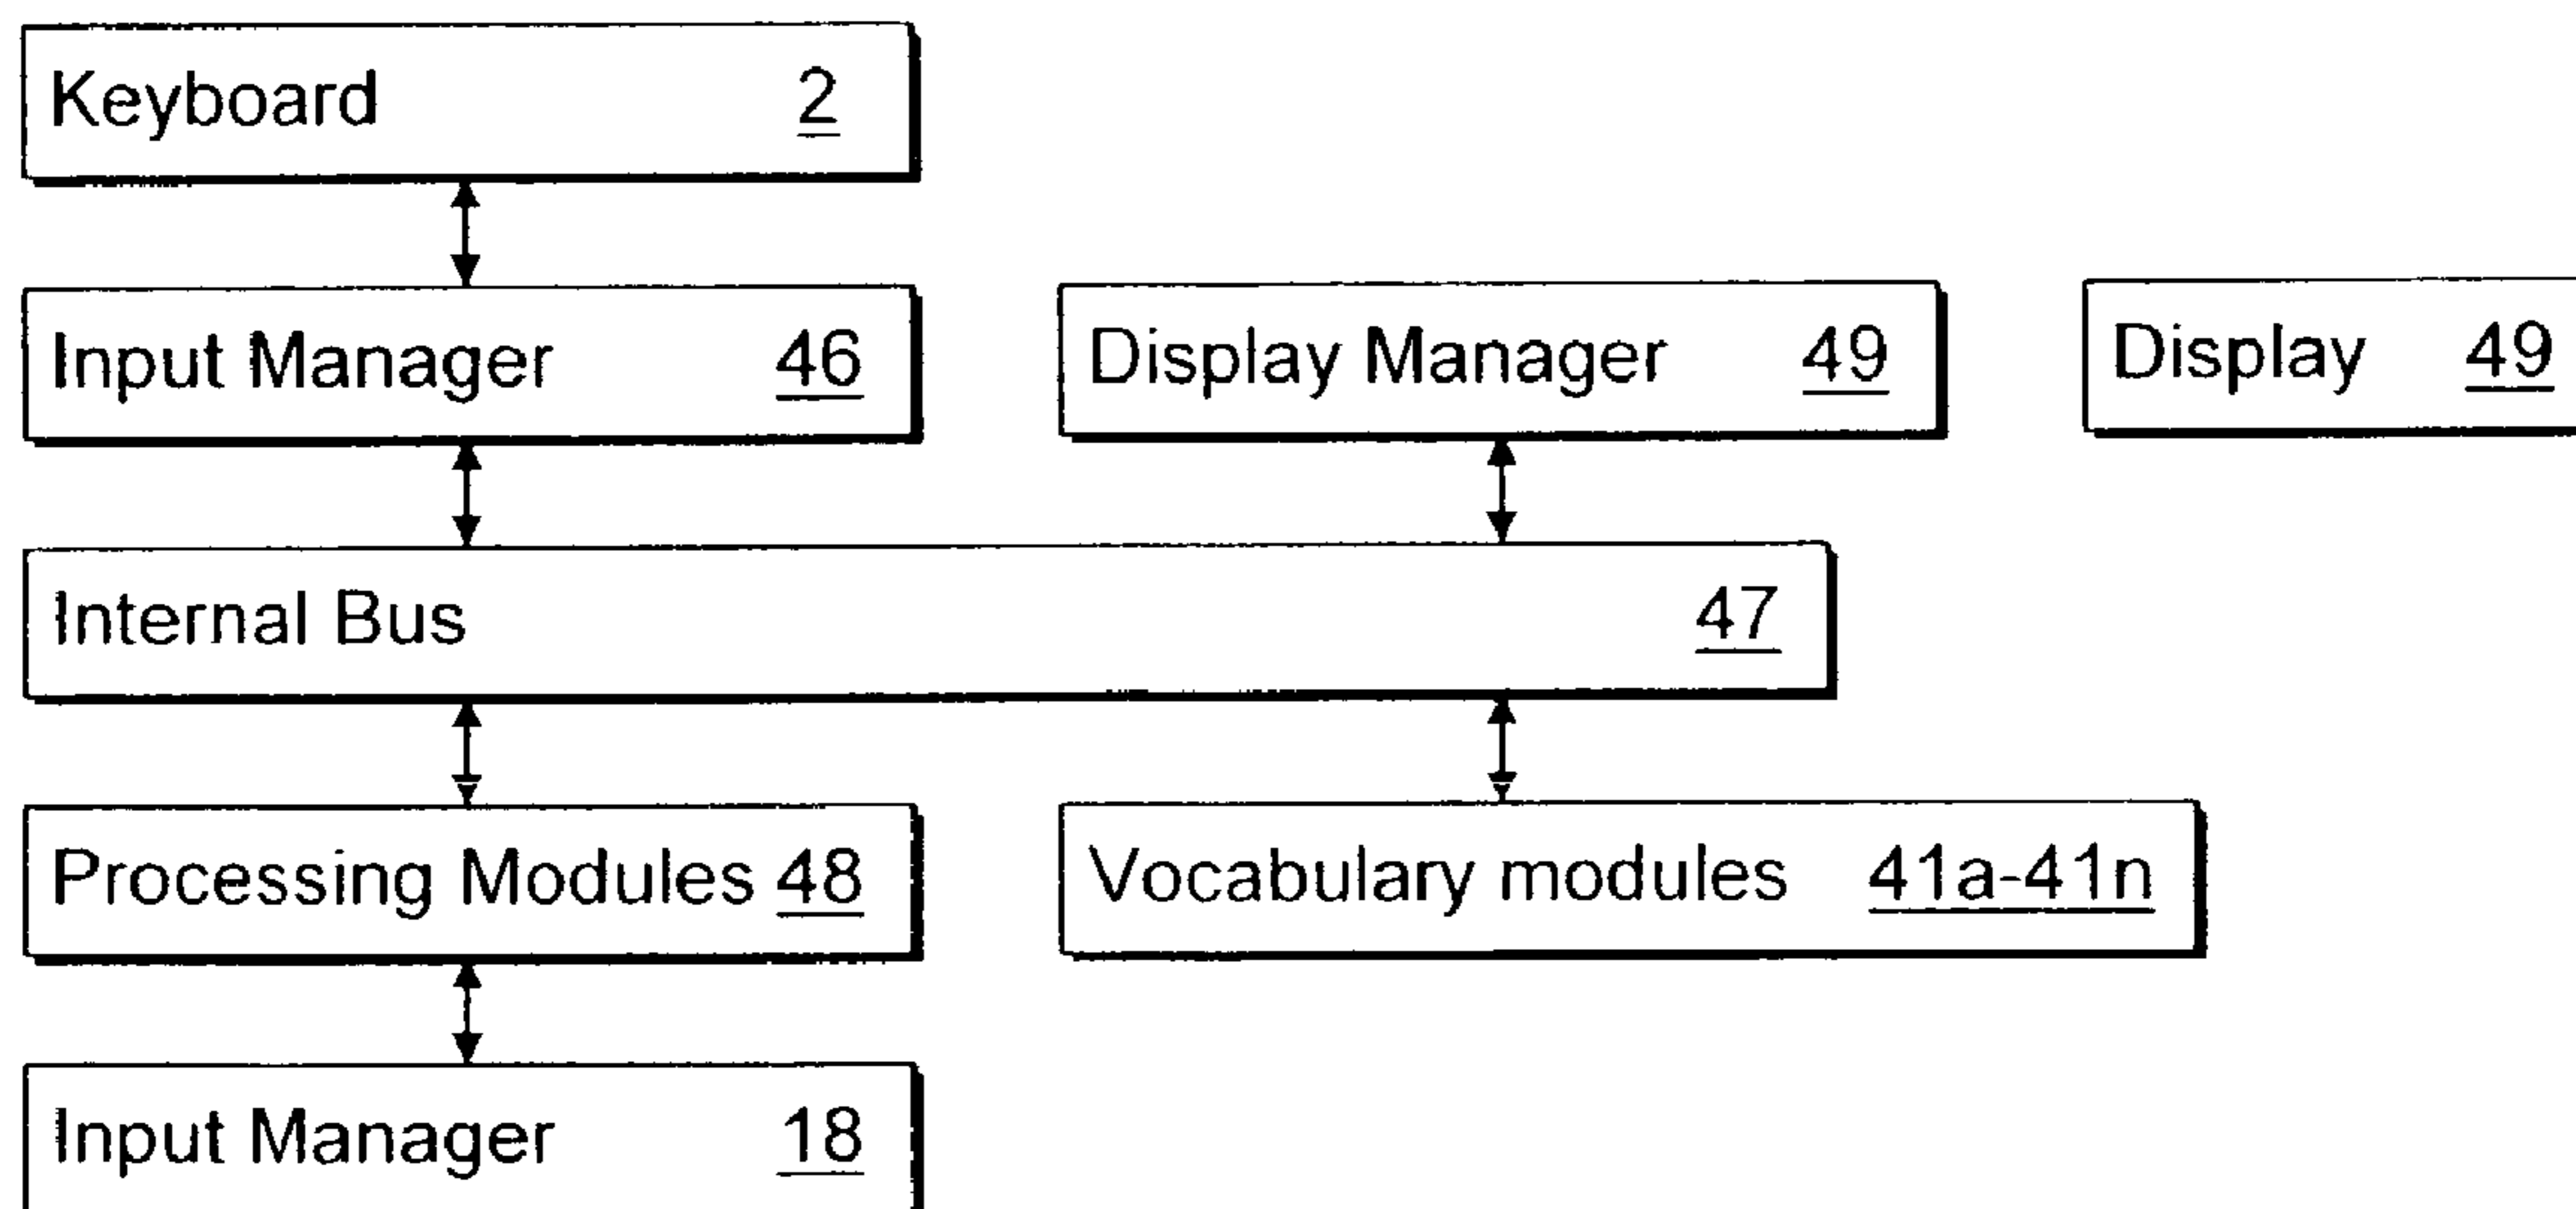 Keyboard 2
Input Manager 46
Display Manager 49
Display 49
Internal Bus 47
Processing Modules 48
Vocabulary modules 41a-41n
Input Manager 18